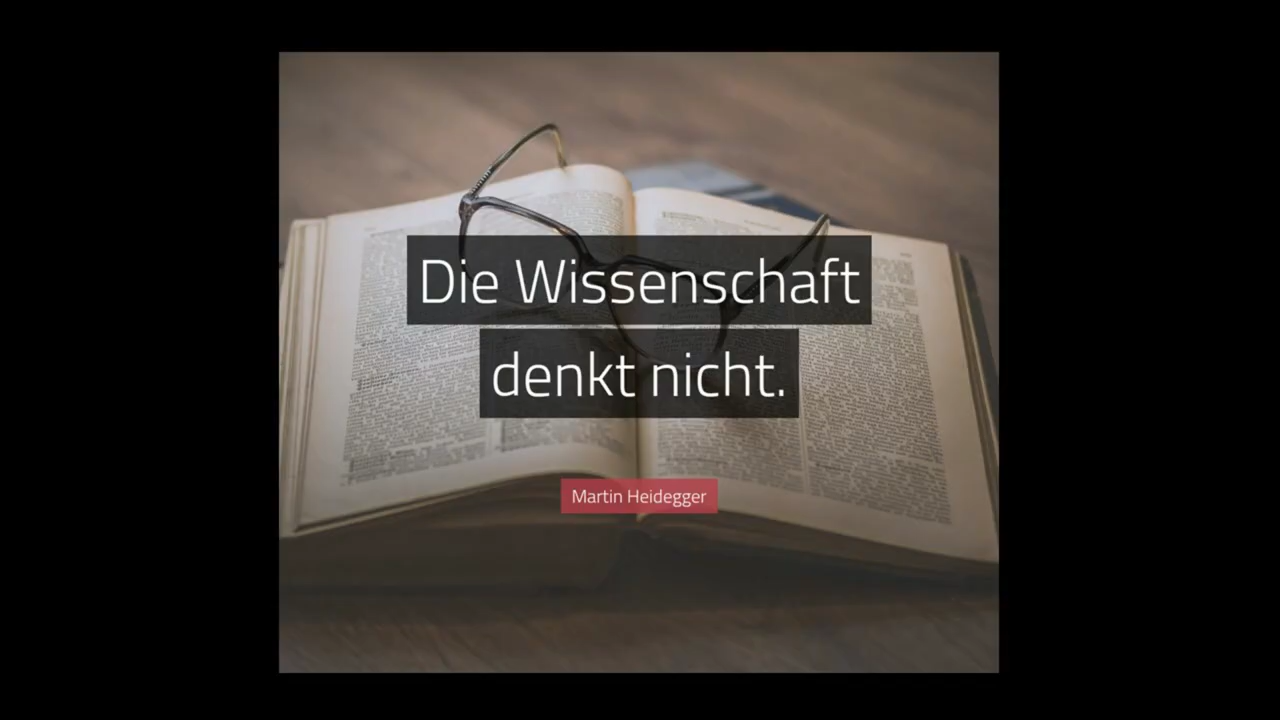 Die Wissenschaft
denkt nicht.
Martin Heidegger